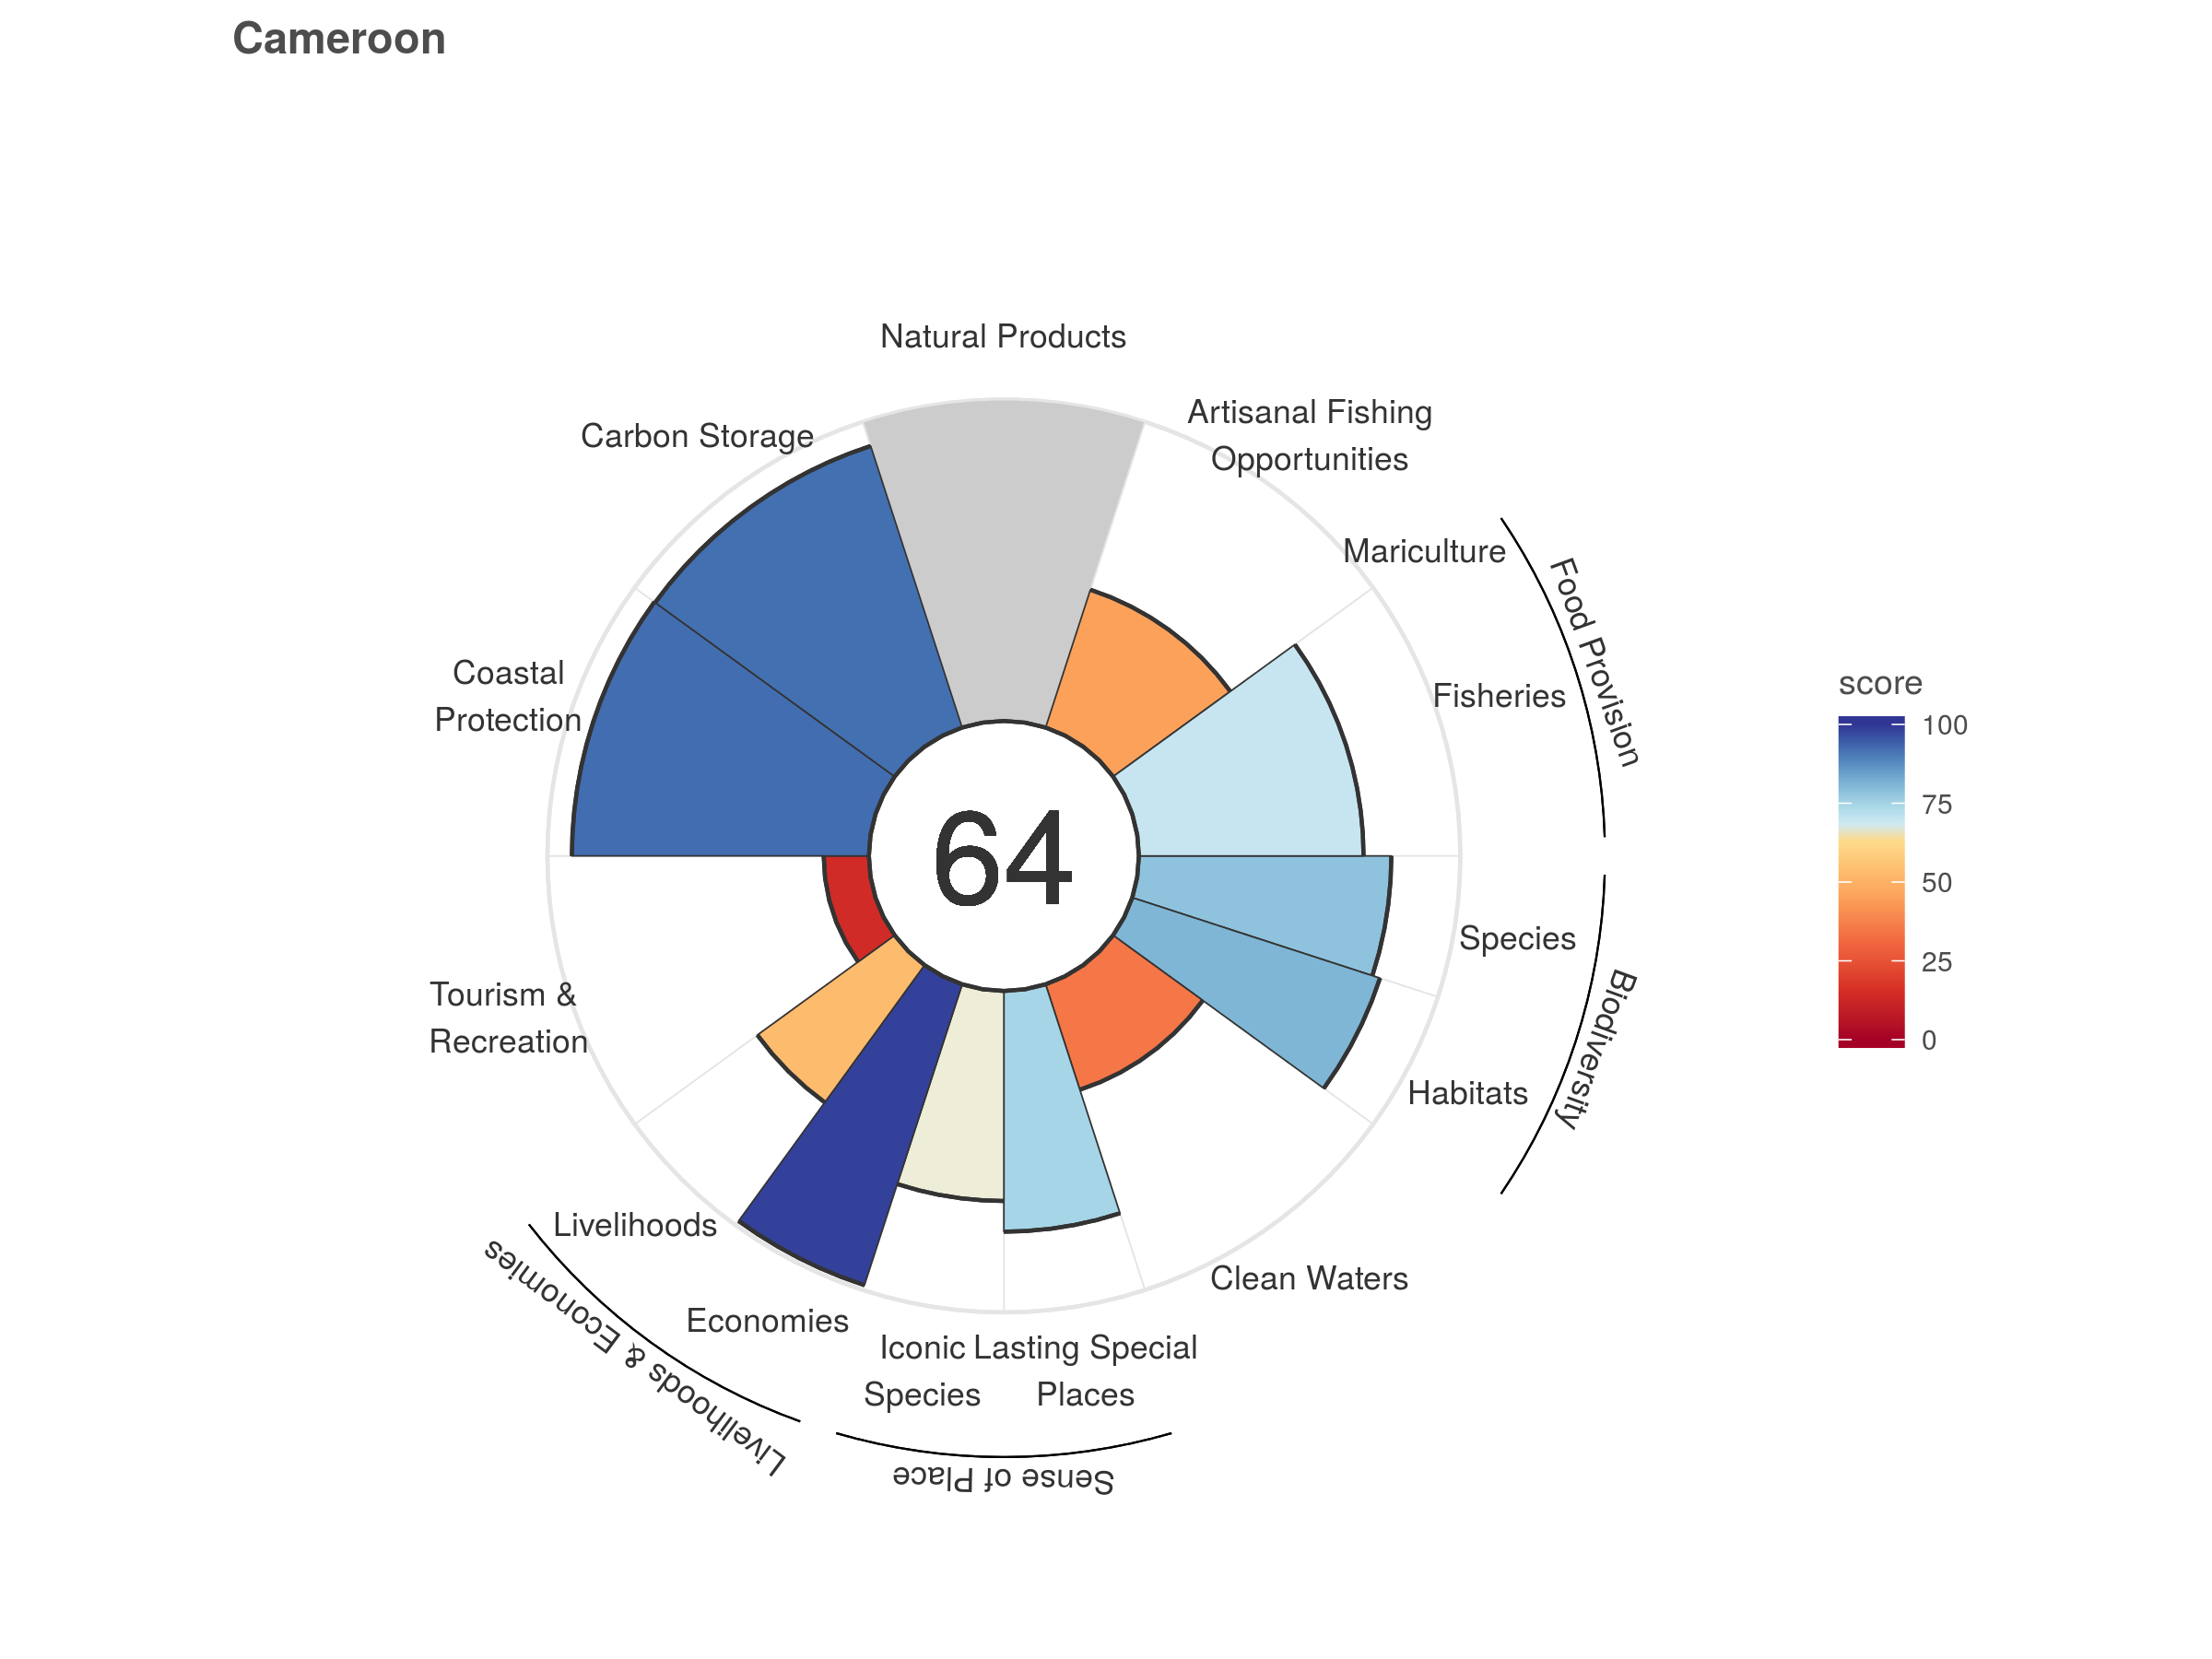 Cameroon
Natural Products
Artisanal Fishing
Opportunities
Carbon Storage
Mariculture
Food Provision
Fisheries
Coastal
Protection
score
100
75
50
25
0
64
Species
Biodiversity
Habitats
Tourism &
Recreation
Livelihoods
Clean Waters
Economies
Livelihoods & Economies
Iconic
Species
Lasting Special
Places
Sense of Place